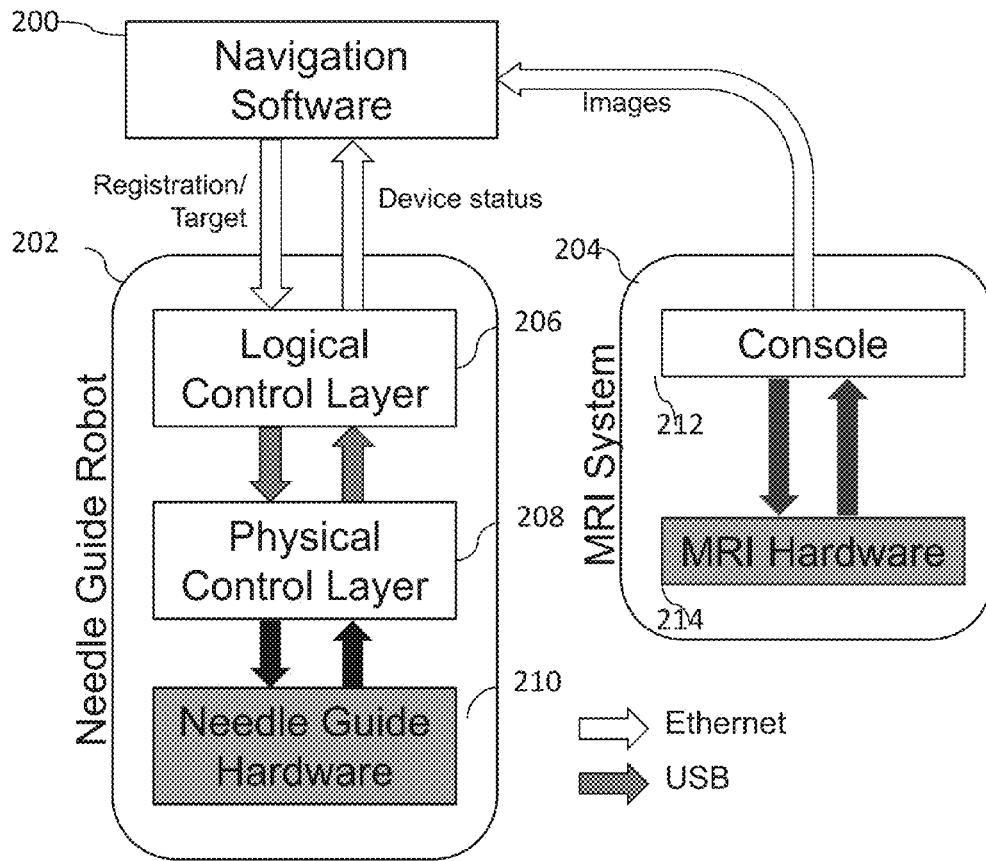 200
Navigation
Software
Images
Registration/
Target
Device status
202
Needle Guide Robot
Logical
Control Layer
206
Physical
Control Layer
208
Needle Guide
Hardware
210
204
MRI System
Console
212
MRI Hardware
214
Ethernet
USB